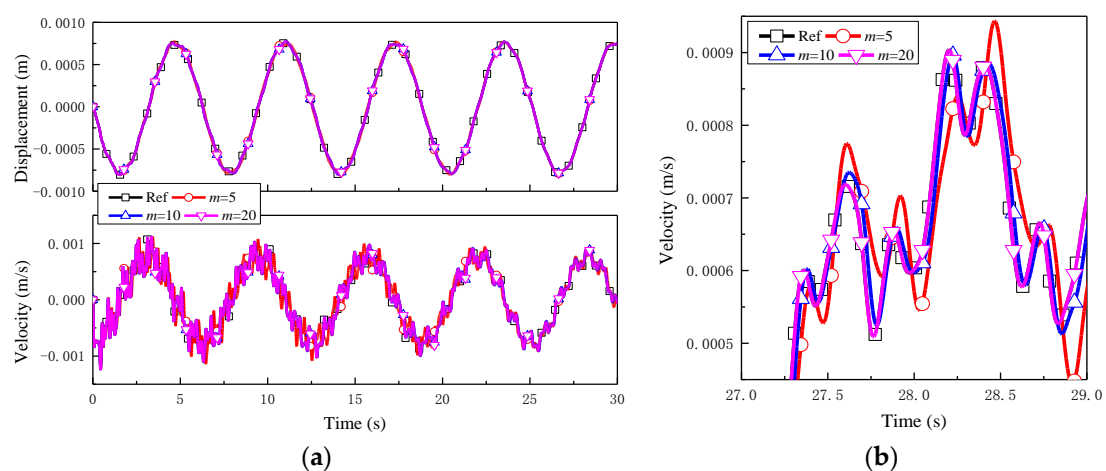 0.0010
0.0005
0.0000
−0.0005
−0.0010
Displacement (m)
Ref m=5
m=10 m=20
0.001
0.000
−0.001
Velocity (m/s)
0 5 10 15 20 25 30
Time (s)
(a)
Ref m=5
m=10 m=20
0.0009
0.0008
0.0007
0.0006
0.0005
Velocity (m/s)
27.0 27.5 28.0 28.5 29.0
Time (s)
(b)